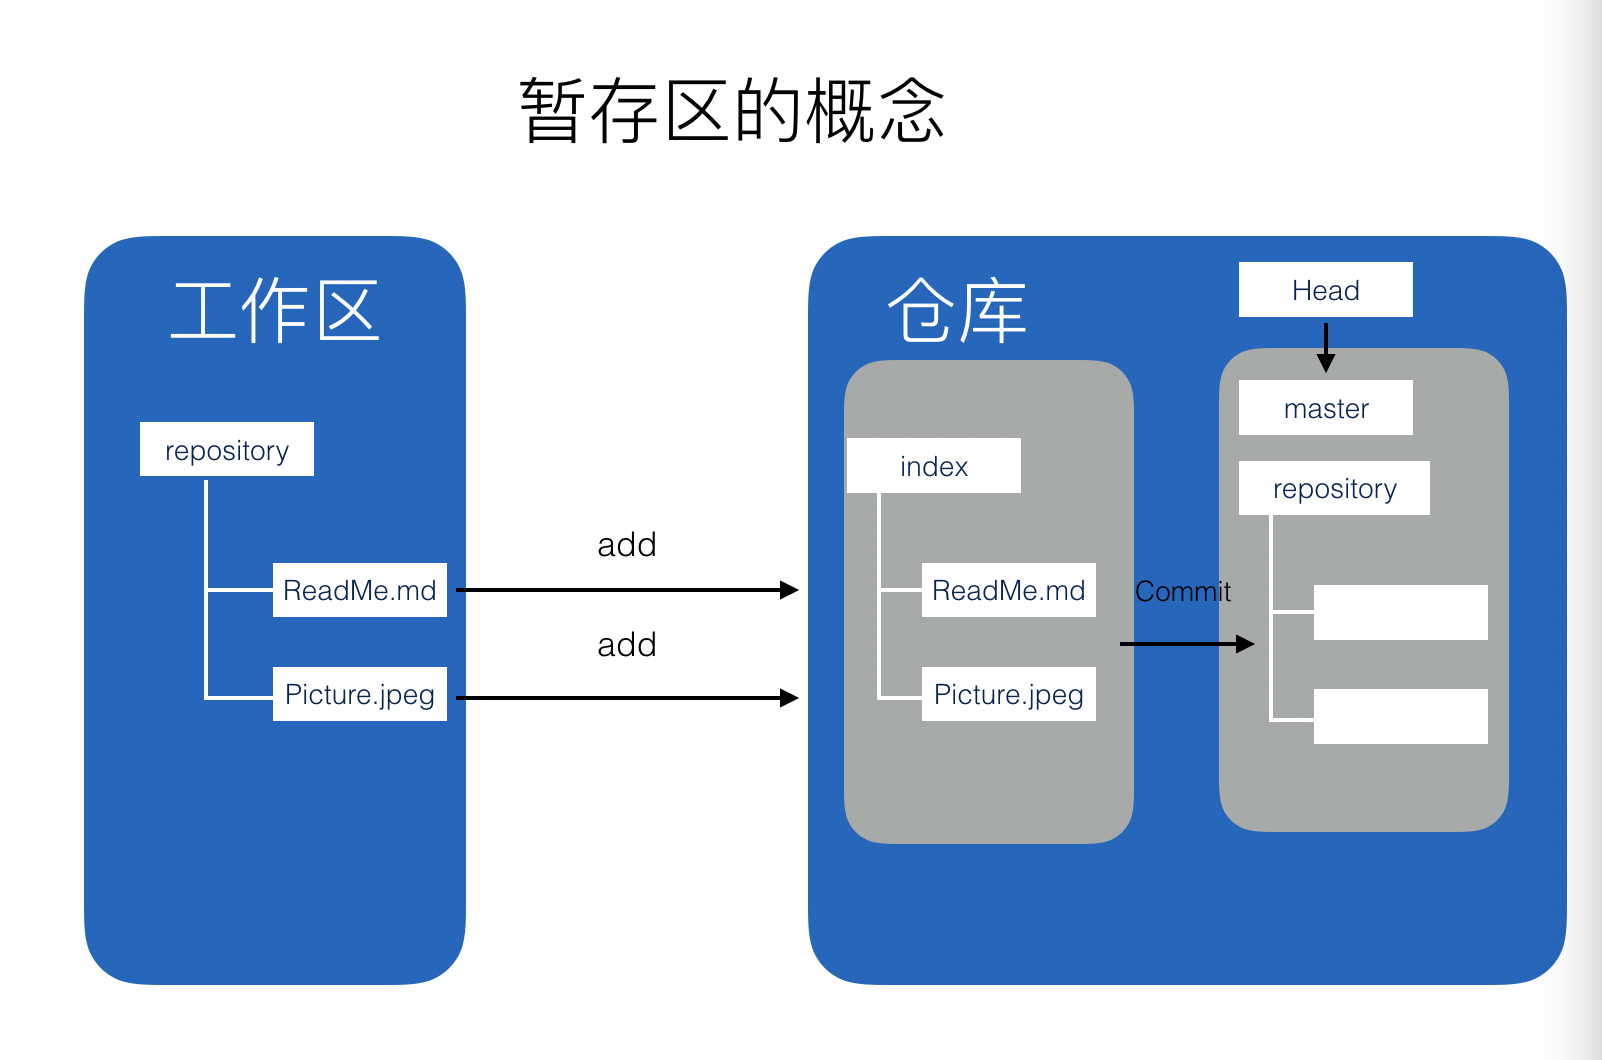 暂存区的概念
工作区
repository
ReadMe.md
Picture.jpeg
add
add
仓库
index
ReadMe.md
Picture.jpeg
Commit
Head
master
repository